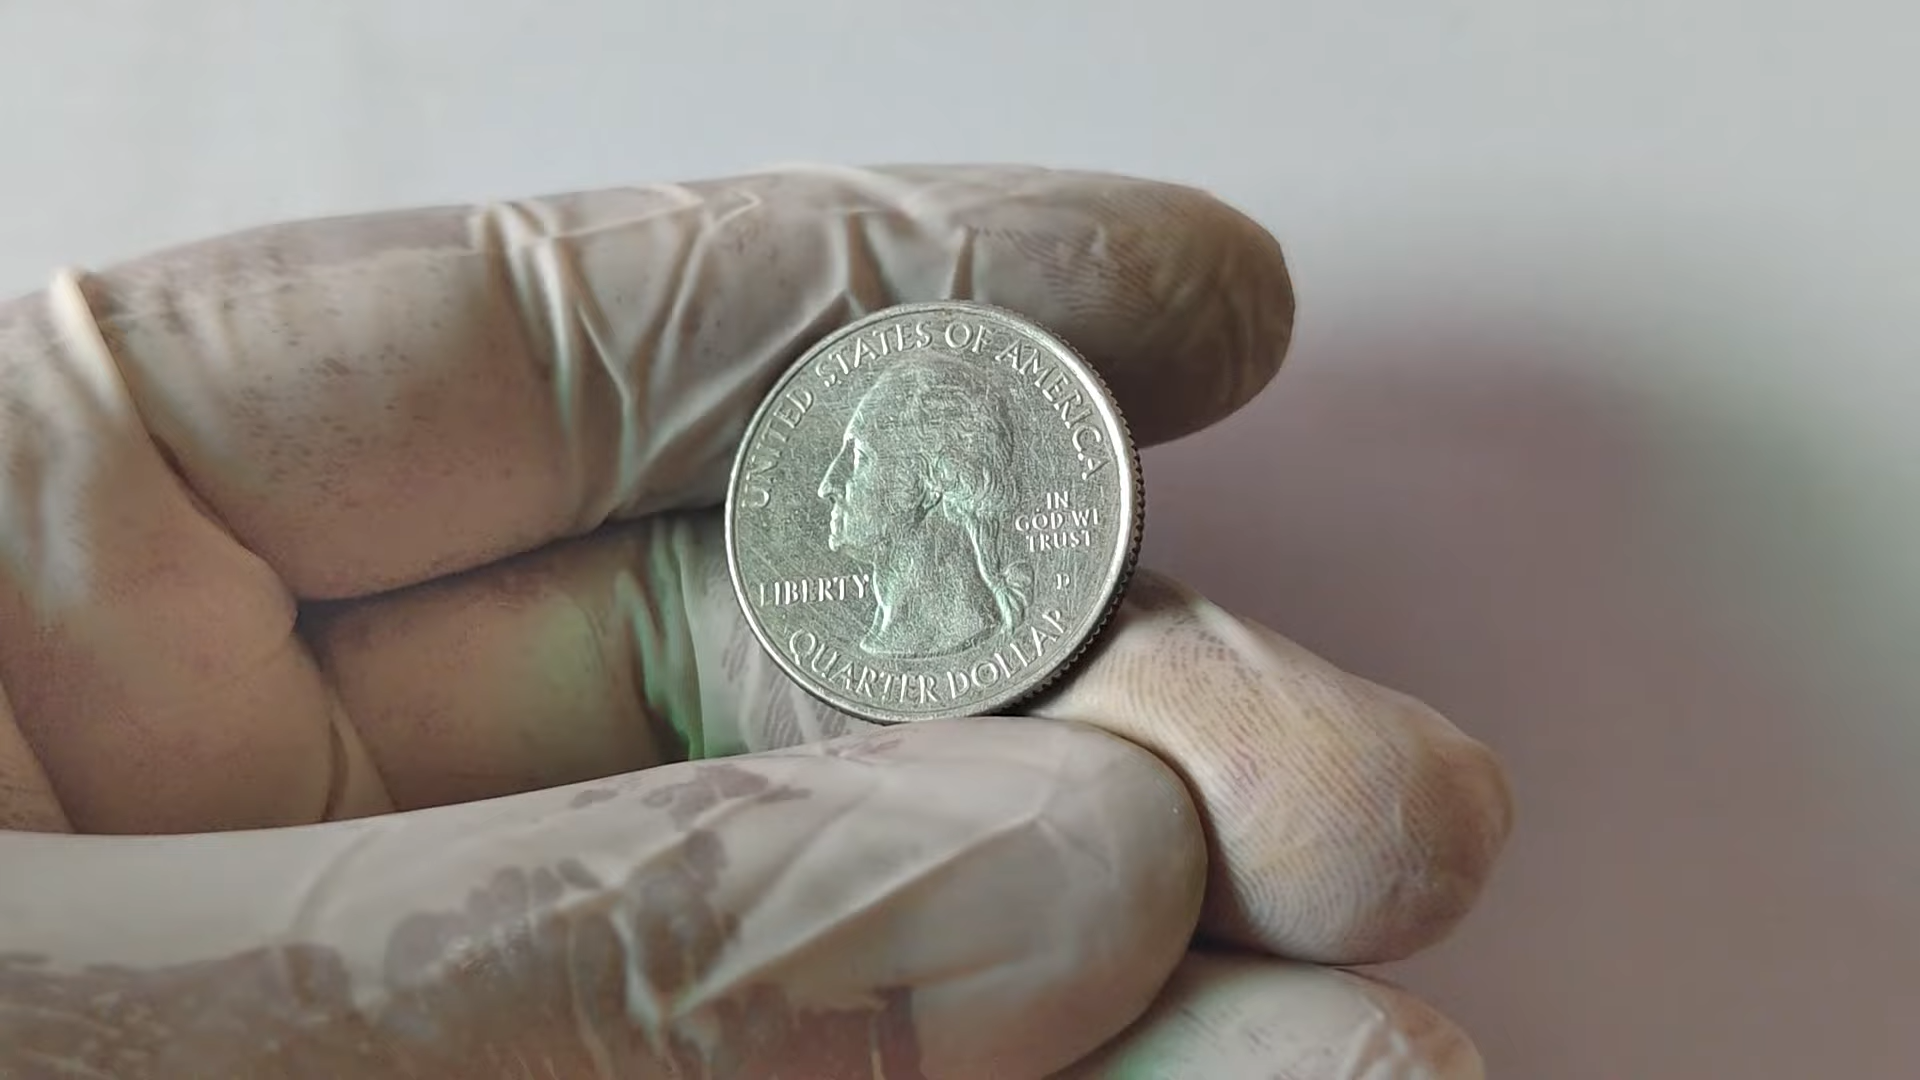 UNITED STATES OF AMERICA
IN
GOD WE
TRUST
LIBERTY
D
QUARTER DOLLAR